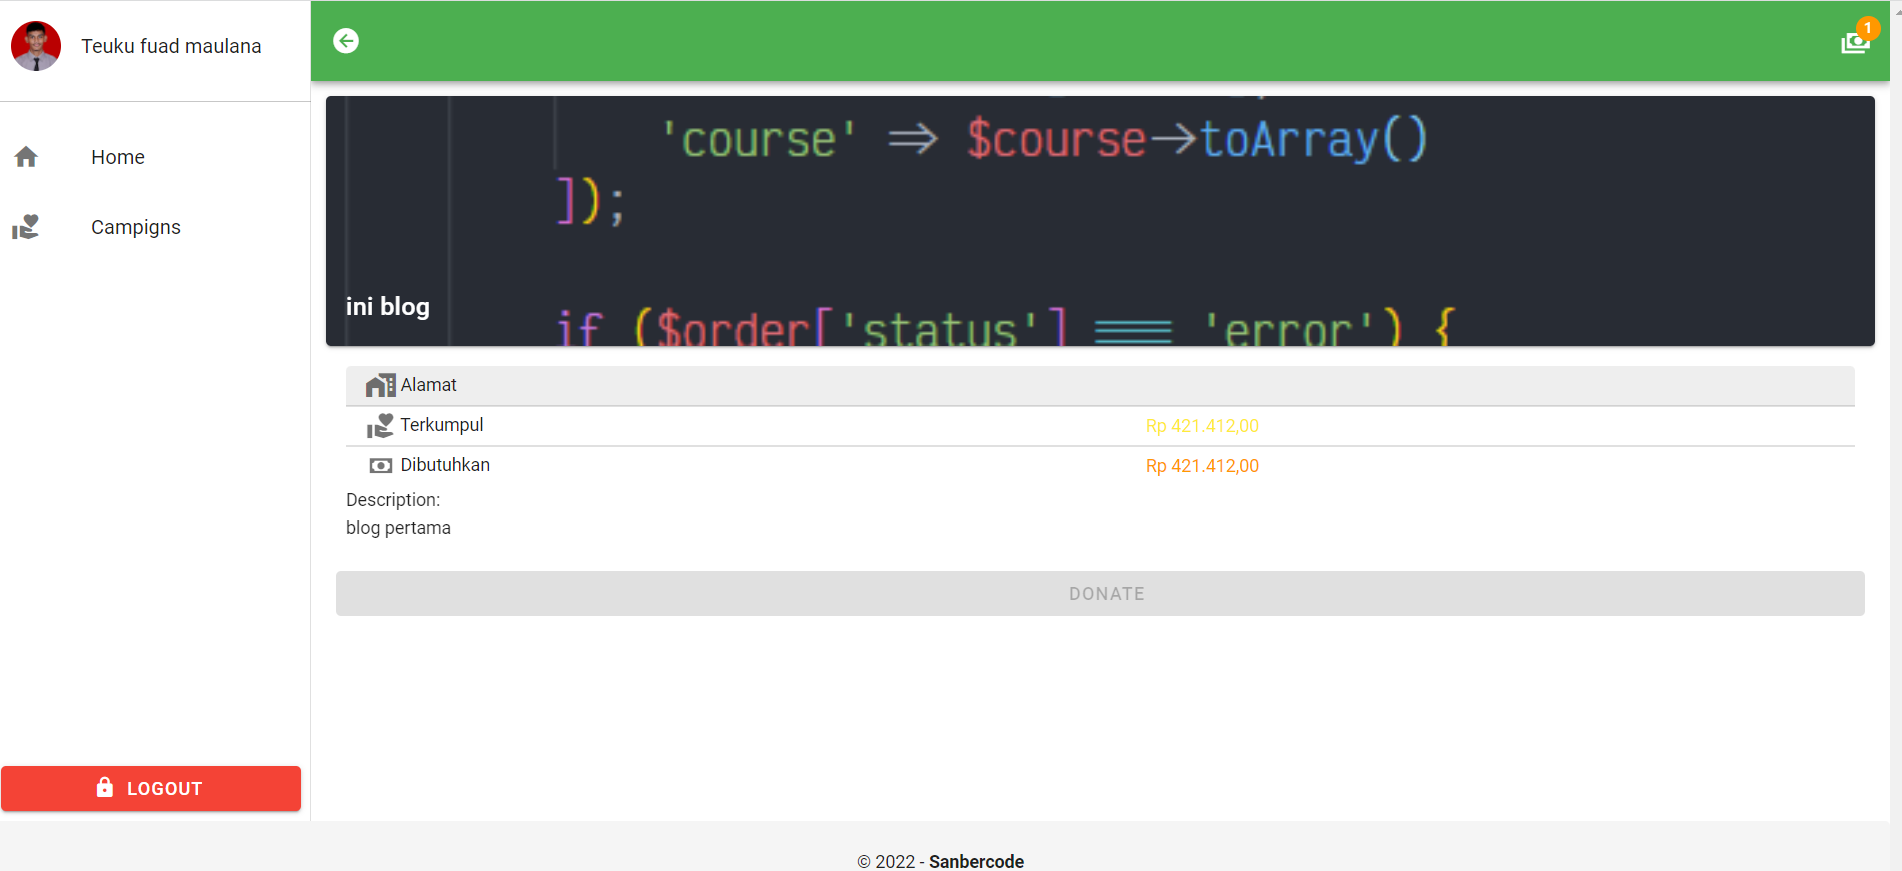 Teuku fuad maulana
1
Home
Campigns
'course' => $course->toArray()
]);
ini blog
if ($order['status'] === 'error') {
Alamat
Terkumpul Rp 421.412,00
Dibutuhkan Rp 421.412,00
Description:
blog pertama
DONATE
LOGOUT
© 2022 - Sanbercode